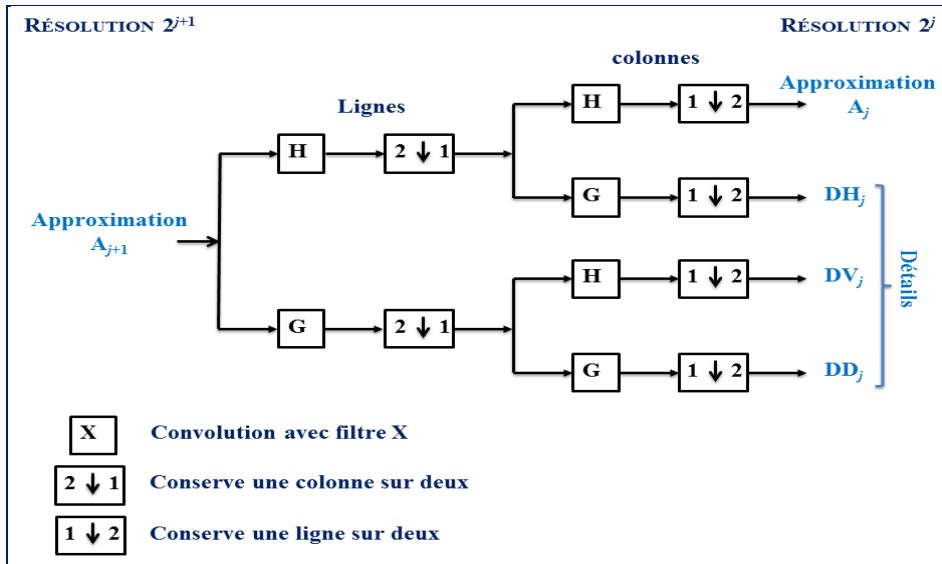 RÉSOLUTION 2^{j+1}
RÉSOLUTION 2^j
colonnes
Lignes
Approximation
A_j
H
1 ↓ 2
H
2 ↓ 1
G
1 ↓ 2
DH_j
Approximation
A_{j+1}
Détails
H
1 ↓ 2
DV_j
G
2 ↓ 1
G
1 ↓ 2
DD_j
X
Convolution avec filtre X
2 ↓ 1
Conserve une colonne sur deux
1 ↓ 2
Conserve une ligne sur deux